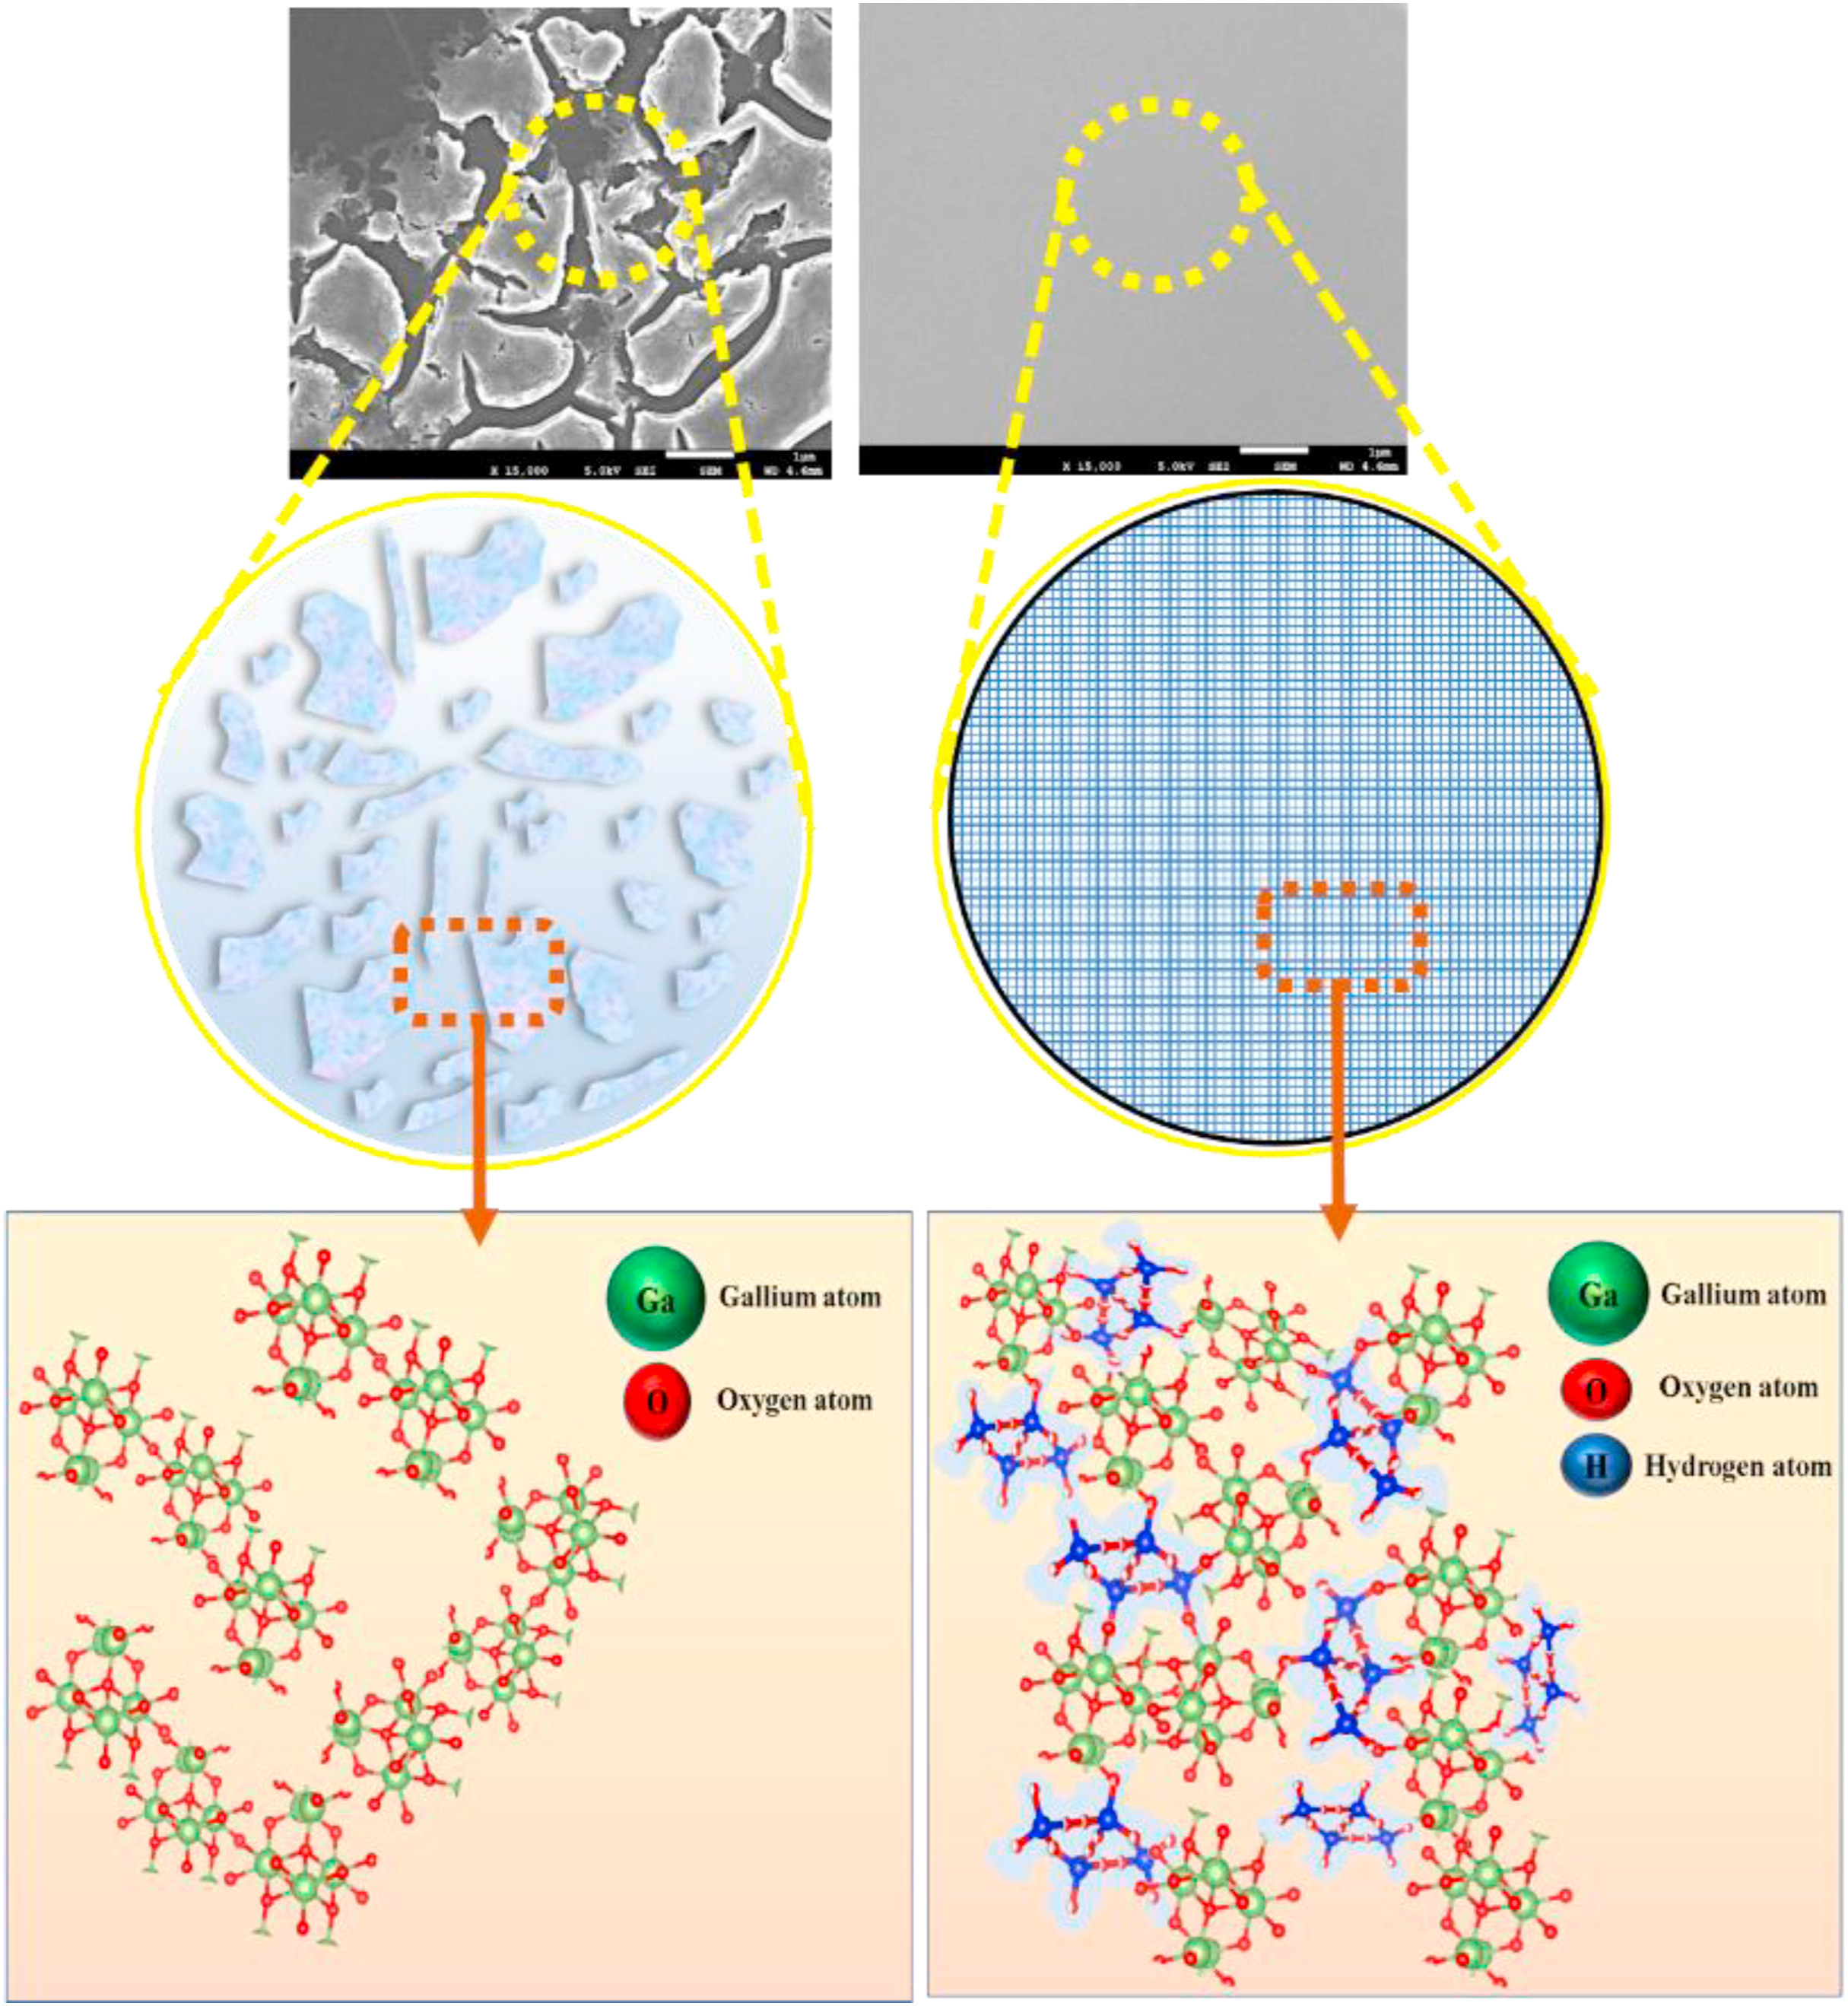 X 15,000 5.0kV SEI SEM 1µm WD 4.6mm
X 15,000 5.0kV SEI SEM 1µm WD 4.6mm
Ga Gallium atom
O Oxygen atom
Ga Gallium atom
O Oxygen atom
H Hydrogen atom